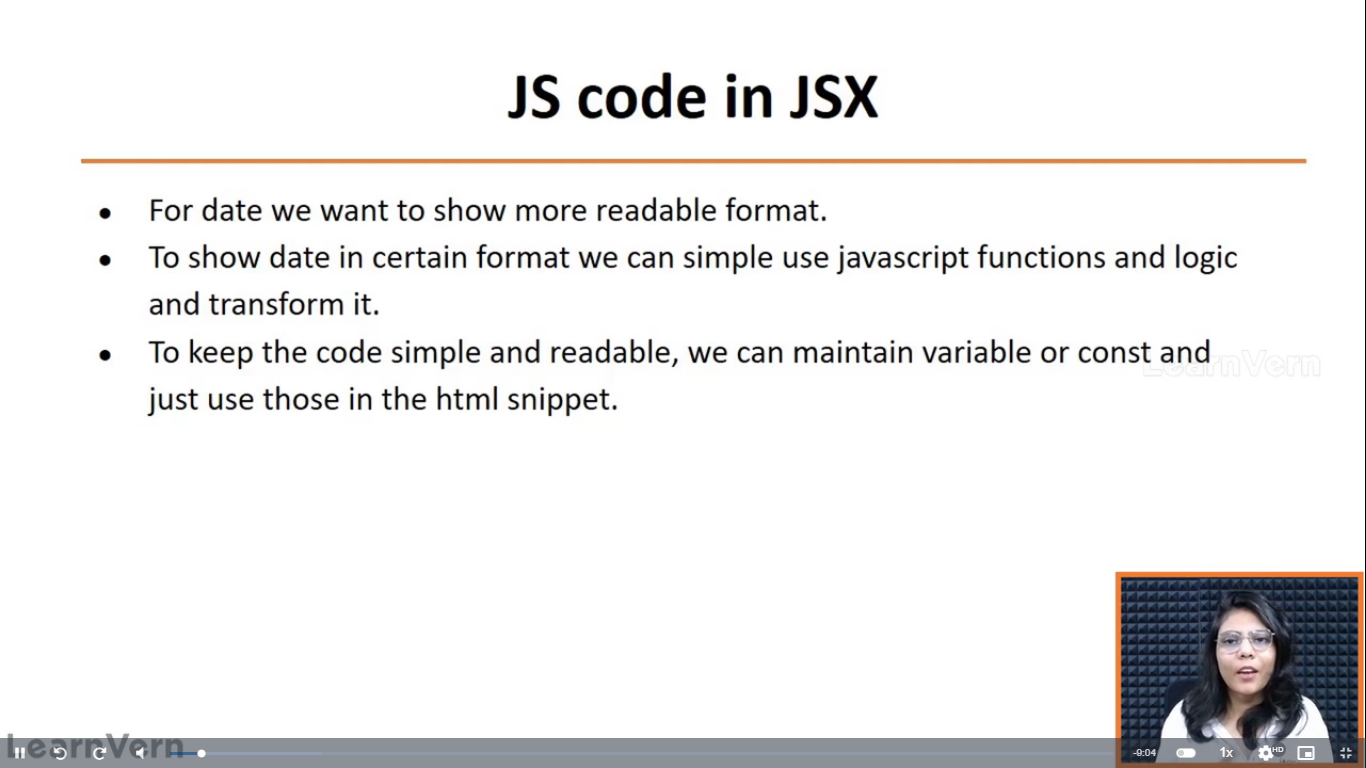 JS code in JSX
● For date we want to show more readable format.
● To show date in certain format we can simple use javascript functions and logic
and transform it.
● To keep the code simple and readable, we can maintain variable or const and
just use those in the html snippet.
LearnVern
LearnVern
-9:04
1x
HD